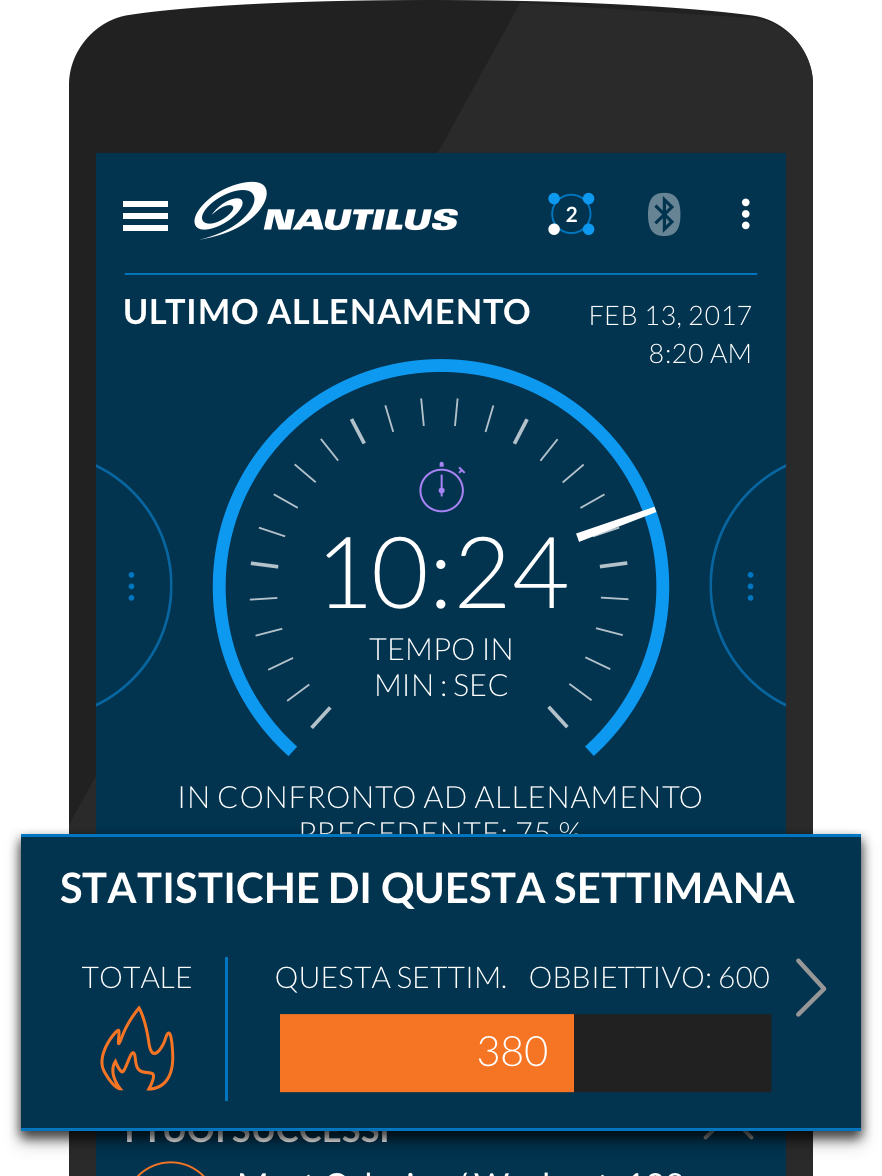 NAUTILUS
2
ULTIMO ALLENAMENTO
FEB 13, 2017
8:20 AM
10:24
TEMPO IN
MIN : SEC
IN CONFRONTO AD ALLENAMENTO
PRECEDENTE: 75 %
STATISTICHE DI QUESTA SETTIMANA
TOTALE
QUESTA SETTIM. OBBIETTIVO: 600
380
I TUOI SUCCESSI